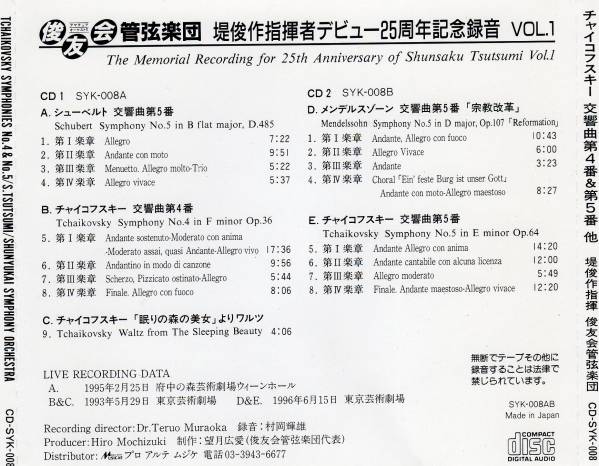 俊友会管弦楽団 堤俊作指揮者デビュー25周年記念録音 VOL.1
The Memorial Recording for 25th Anniversary of Shunsaku Tsutsumi Vol.1
CD 1 SYK-008A
A. シューベルト 交響曲第5番
Schubert Symphony No.5 in B flat major, D.485
1. 第Ⅰ楽章 Allegro 7:22
2. 第Ⅱ楽章 Andante con moto 9:51
3. 第Ⅲ楽章 Menuetto. Allegro molto-Trio 5:22
4. 第Ⅳ楽章 Allegro vivace 5:37
B. チャイコフスキー 交響曲第4番
Tchaikovsky Symphony No.4 in F minor Op.36
5. 第Ⅰ楽章 Andante sostenuto-Moderato con anima
-Moderato assai, quasi Andante-Allegro vivo 17:36
6. 第Ⅱ楽章 Andantino in modo di canzone 9:56
7. 第Ⅲ楽章 Scherzo, Pizzicato ostinato-Allegro 5:44
8. 第Ⅳ楽章 Finale. Allegro con fuoco 8:06
C. チャイコフスキー「眠りの森の美女」よりワルツ
9. Tchaikovsky Waltz from The Sleeping Beauty 4:06
CD 2 SYK-008B
D. メンデルスゾーン 交響曲第5番「宗教改革」
Mendelssohn Symphony No.5 in D major, Op.107「Reformation」
1. 第Ⅰ楽章 Andante, Allegro con fuoco 10:43
2. 第Ⅱ楽章 Allegro Vivace 6:00
3. 第Ⅲ楽章 Andante 3:23
4. 第Ⅳ楽章 Choral「Ein' feste Burg ist unser Gott」
Andante con moto-Allegro maestoso 8:27
E. チャイコフスキー 交響曲第5番
Tchaikovsky Symphony No.5 in E minor Op.64
5. 第Ⅰ楽章 Andante Allegro con anima 14:20
6. 第Ⅱ楽章 Andante cantabile con alcuna licenza 12:00
7. 第Ⅲ楽章 Allegro moderato 5:49
8. 第Ⅳ楽章 Finale. Andante maestoso-Allegro vivace 12:20
LIVE RECORDING DATA
A. 1995年2月25日 府中の森芸術劇場ウィーンホール
B&C. 1993年5月29日 東京芸術劇場 D&E. 1996年6月15日 東京芸術劇場
Recording director:Dr.Teruo Muraoka 録音:村岡輝雄
Producer:Hiro Mochizuki 制作:望月広愛(俊友会管弦楽団代表)
Distributor: プロ アルテ ムジケ 電話03-3943-6677
無断でテープその他に
録音することは法律で
禁じられています。
SYK-008AB
Made in Japan
COMPACT
disc
DIGITAL AUDIO
TCHAIKOVSKY SYMPHONIES No.4 & No.5/S.TSUTSUMI/SHUNYUKAI SYMPHONY ORCHESTRA CD-SYK-008
チャイコフスキー 交響曲第4番&第5番 他 堤俊作指揮 俊友会管弦楽団 CD-SYK-008